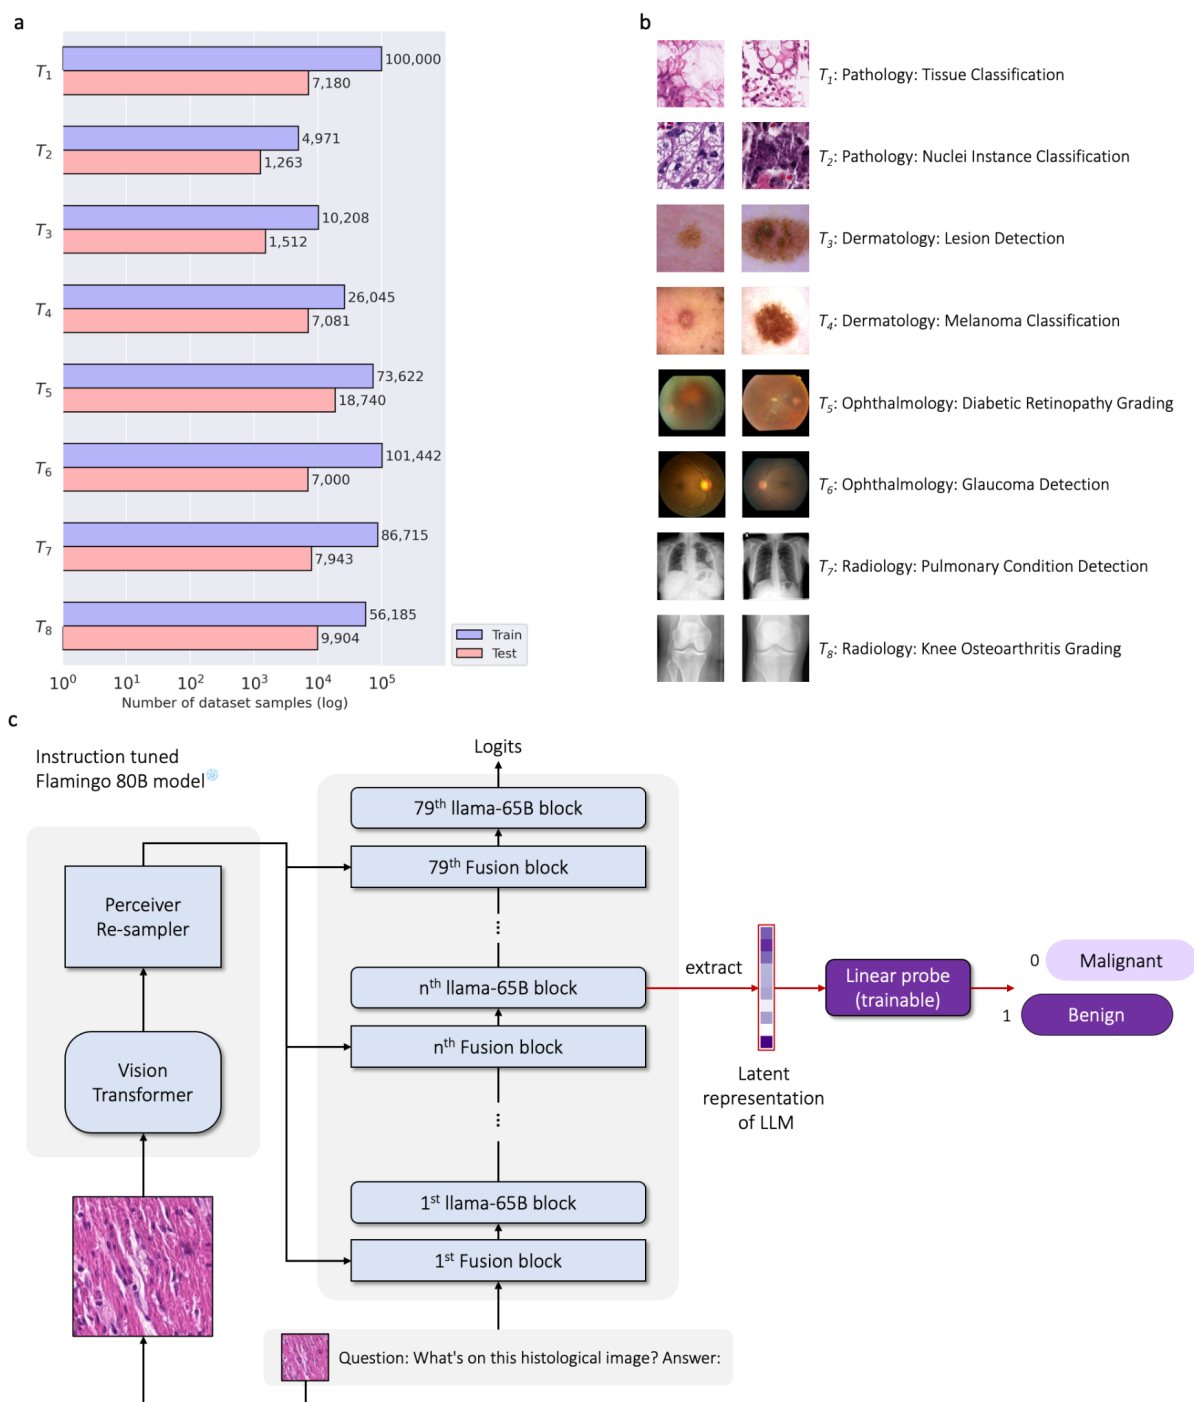 a
T1
100,000
7,180
T2
4,971
1,263
T3
10,208
1,512
T4
26,045
7,081
T5
73,622
18,740
T6
101,442
7,000
T7
86,715
7,943
T8
56,185
9,904
Train
Test
10^0 10^1 10^2 10^3 10^4 10^5
Number of dataset samples (log)
b
T1: Pathology: Tissue Classification
T2: Pathology: Nuclei Instance Classification
T3: Dermatology: Lesion Detection
T4: Dermatology: Melanoma Classification
T5: Ophthalmology: Diabetic Retinopathy Grading
T6: Ophthalmology: Glaucoma Detection
T7: Radiology: Pulmonary Condition Detection
T8: Radiology: Knee Osteoarthritis Grading
c
Instruction tuned
Flamingo 80B model
Perceiver
Re-sampler
Vision
Transformer
Logits
79th llama-65B block
79th Fusion block
...
nth llama-65B block
nth Fusion block
...
1st llama-65B block
1st Fusion block
Question: What's on this histological image? Answer:
extract
Latent
representation
of LLM
Linear probe
(trainable)
0 Malignant
1 Benign